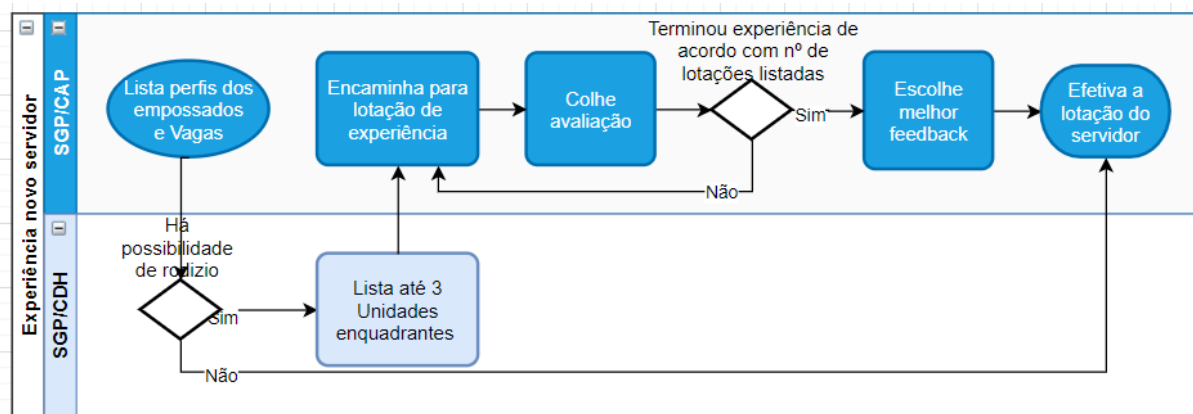 Experiência novo servidor
SGP/CAP
Lista perfis dos
empossados
e Vagas
Encaminha para
lotação de
experiência
Colhe
avaliação
Terminou experiência de
acordo com nº de
lotações listadas
Sim
Não
Escolhe
melhor
feedback
Efetiva a
lotação do
servidor
SGP/CDH
Há
possibilidade
de rodizio
Sim
Não
Lista até 3
Unidades
enquadrantes